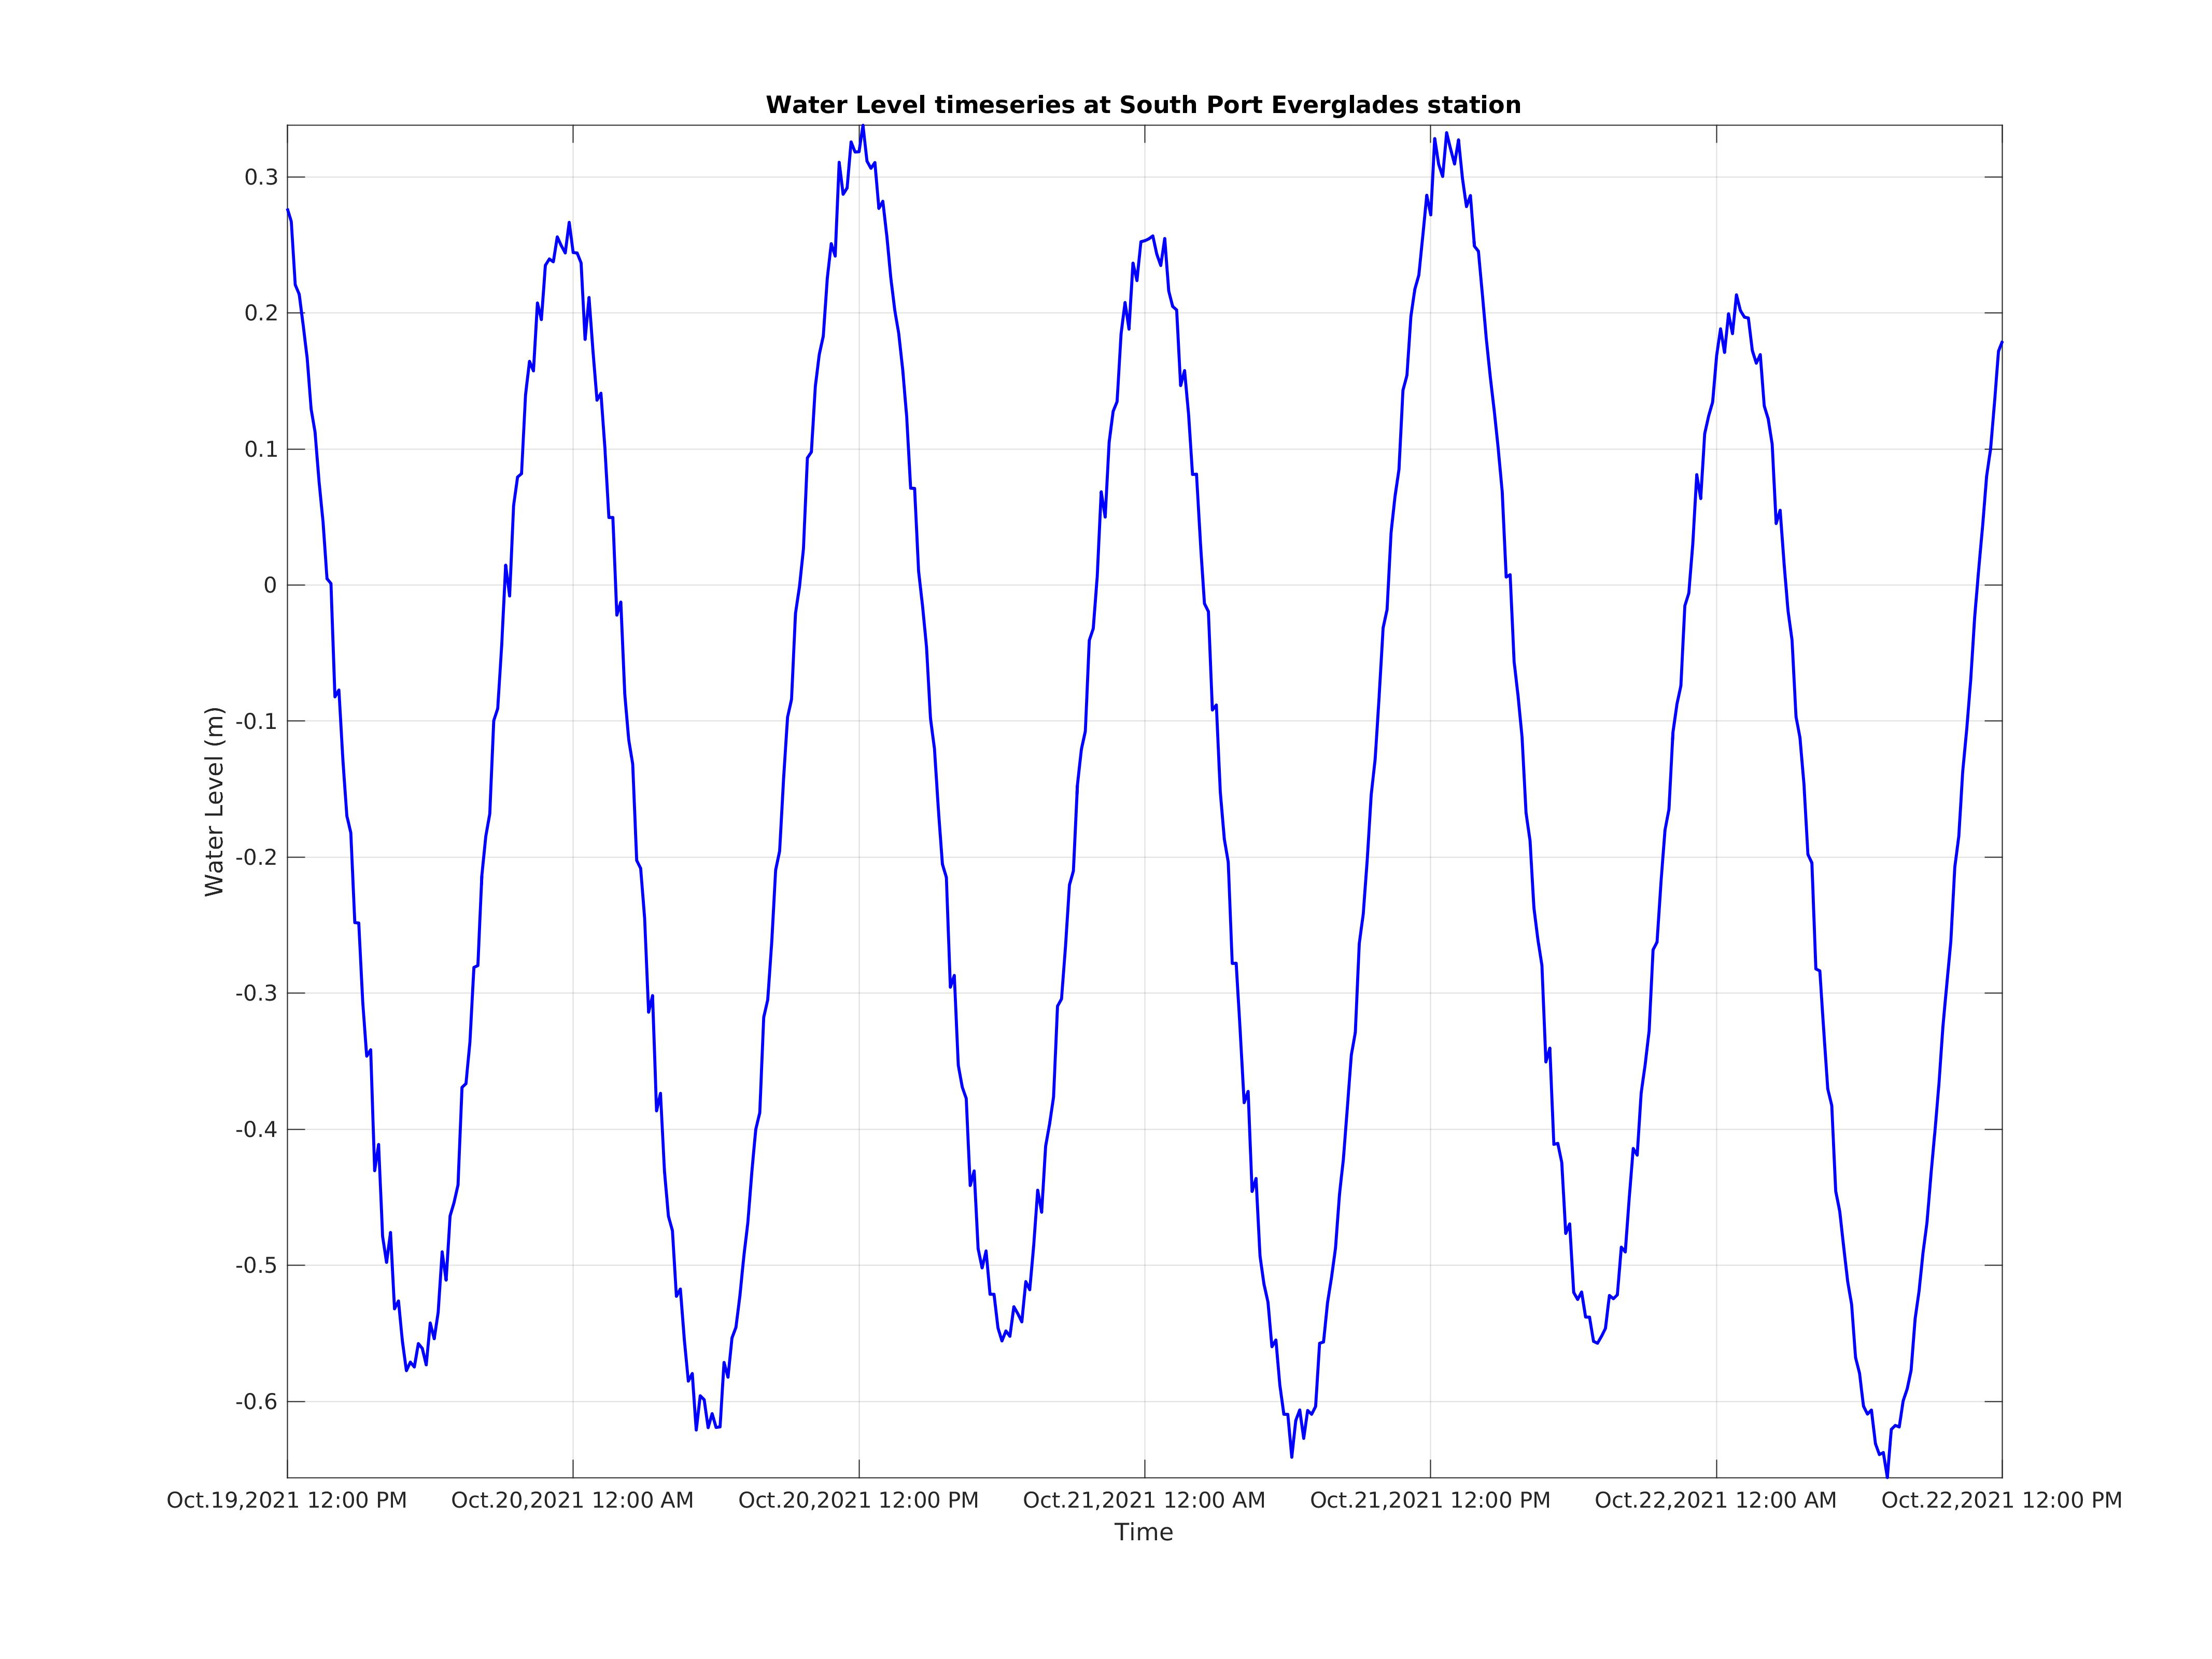 Water Level timeseries at South Port Everglades station
0.3
0.2
0.1
0
-0.1
-0.2
-0.3
-0.4
-0.5
-0.6
Water Level (m)
Oct.19,2021 12:00 PM Oct.20,2021 12:00 AM Oct.20,2021 12:00 PM Oct.21,2021 12:00 AM Oct.21,2021 12:00 PM Oct.22,2021 12:00 AM Oct.22,2021 12:00 PM
Time